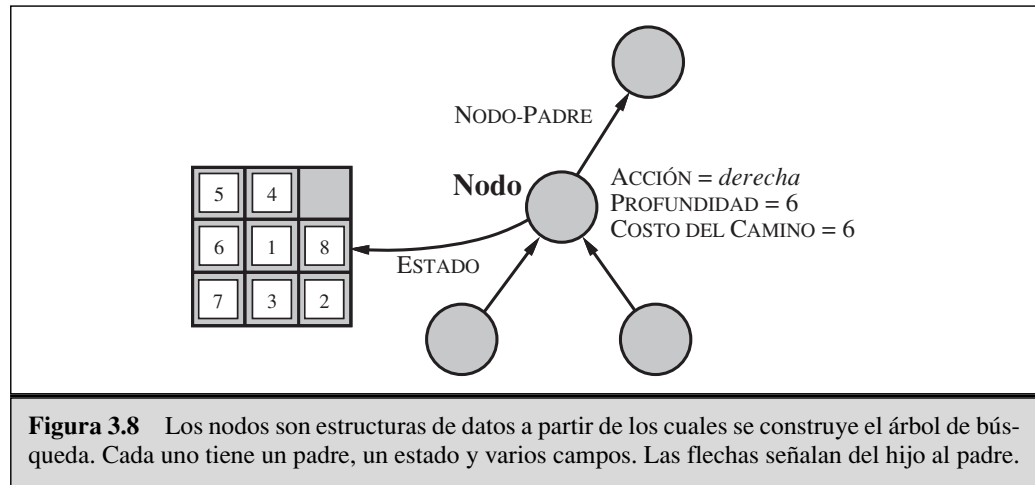 NODO-PADRE
Nodo
ACCIÓN = derecha
PROFUNDIDAD = 6
COSTO DEL CAMINO = 6
5 4
6 1 8
ESTADO
7 3 2
Figura 3.8 Los nodos son estructuras de datos a partir de los cuales se construye el árbol de bús-
queda. Cada uno tiene un padre, un estado y varios campos. Las flechas señalan del hijo al padre.